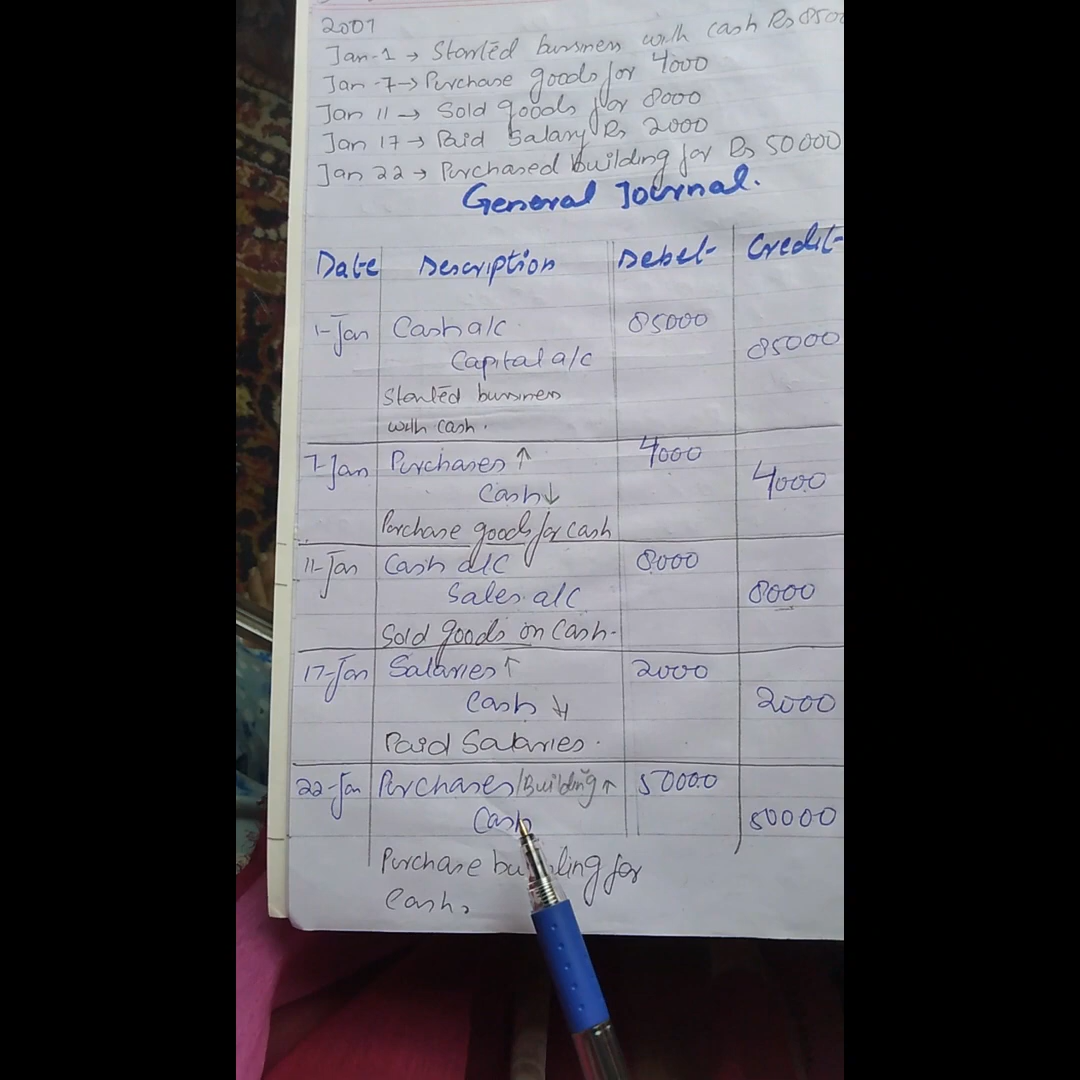 2007
Jan-1 → Started bussness with cash Rs 8500
Jan -7 → Purchase goods for 4000
Jan 11 → Sold goods for 8000
Jan 17 → Paid Salary Rs 2000
Jan 22 → Purchased building for Rs 50000
General Journal.
Date Description Debet Credit
1-Jan Cash a/c 85000
Capital a/c 85000
Started bussness
with cash.
7-Jan Purchases ↑ 4000
Cash ↓ 4000
Purchase goods for cash
11-Jan Cash a/c 8000
Sales a/c 8000
Sold goods on Cash-
17-Jan Salaries ↑ 2000
Cash ↓ 2000
Paid Salaries.
22-Jan Purchases/Building ↑ 50000
Cash 50000
Purchase building for
Cash,